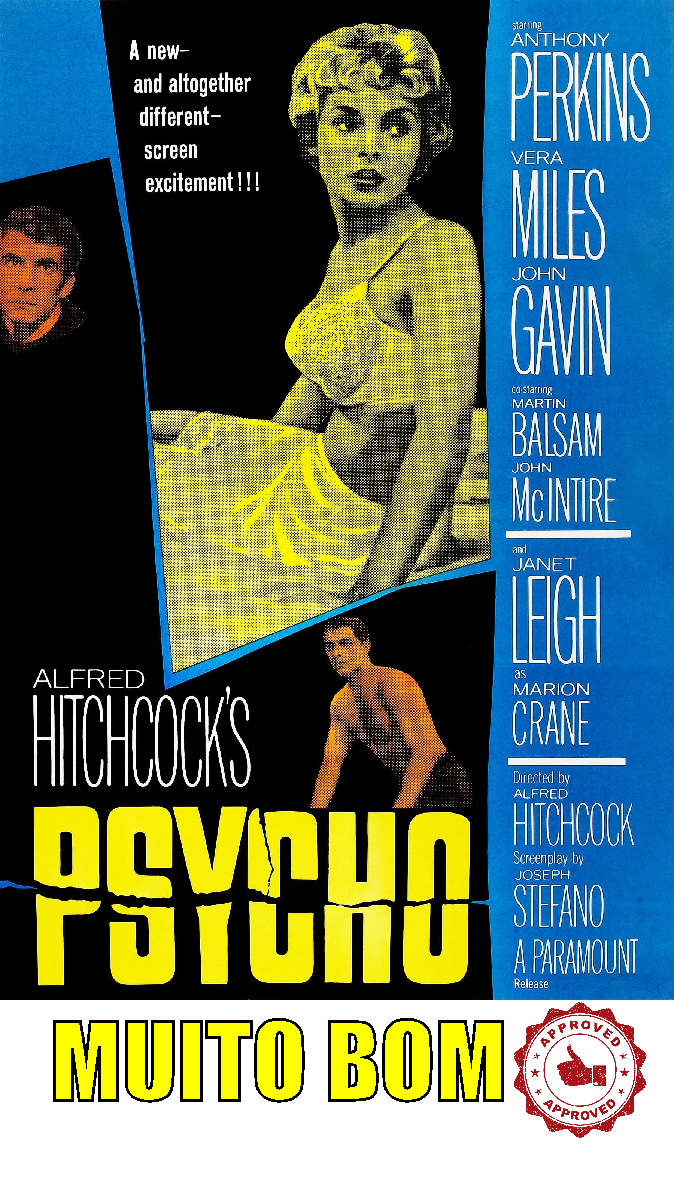 A new–
and altogether
different–
screen
excitement!!!
starring
ANTHONY
PERKINS
VERA
MILES
JOHN
GAVIN
co-starring
MARTIN
BALSAM
JOHN
McINTIRE
and
JANET
LEIGH
as
MARION
CRANE
Directed by
ALFRED
HITCHCOCK
Screenplay by
JOSEPH
STEFANO
A PARAMOUNT
Release
ALFRED
HITCHCOCK'S
PSYCHO
MUITO BOM
APPROVED
APPROVED